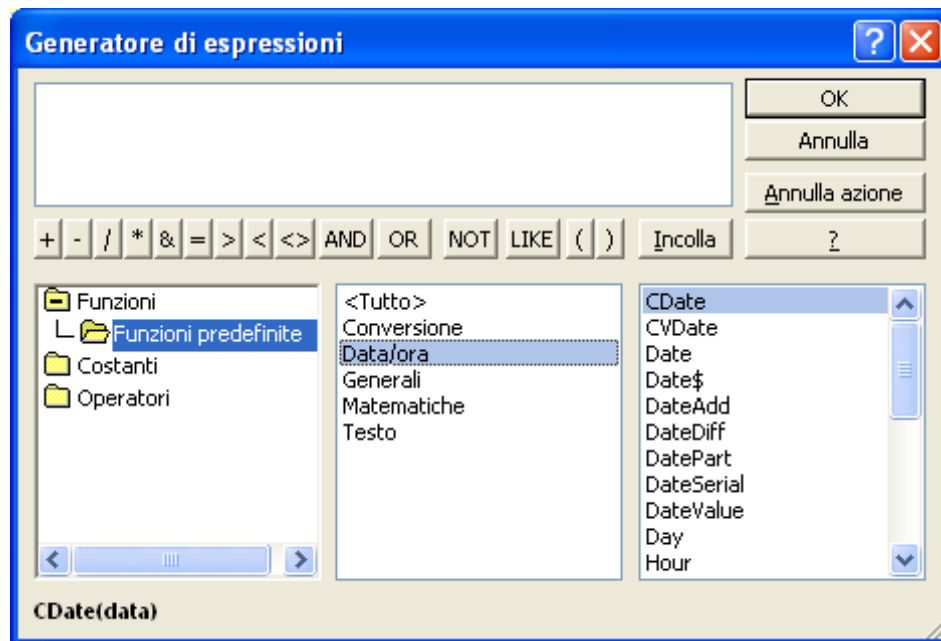 Generatore di espressioni
OK
Annulla
Annulla azione
+ - / * & = > < <> AND OR NOT LIKE ( ) Incolla ?
Funzioni
Funzioni predefinite
Costanti
Operatori
<Tutto>
Conversione
Data/ora
Generali
Matematiche
Testo
CDate
CVDate
Date
Date$
DateAdd
DateDiff
DatePart
DateSerial
DateValue
Day
Hour
CDate(data)